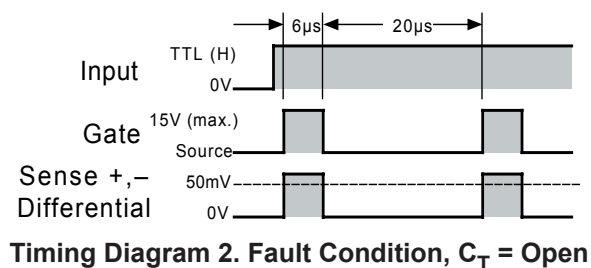 6µs 20µs
Input TTL (H)
0V
Gate 15V (max.)
Source
Sense +,–
Differential
50mV
0V
Timing Diagram 2. Fault Condition, C_T = Open